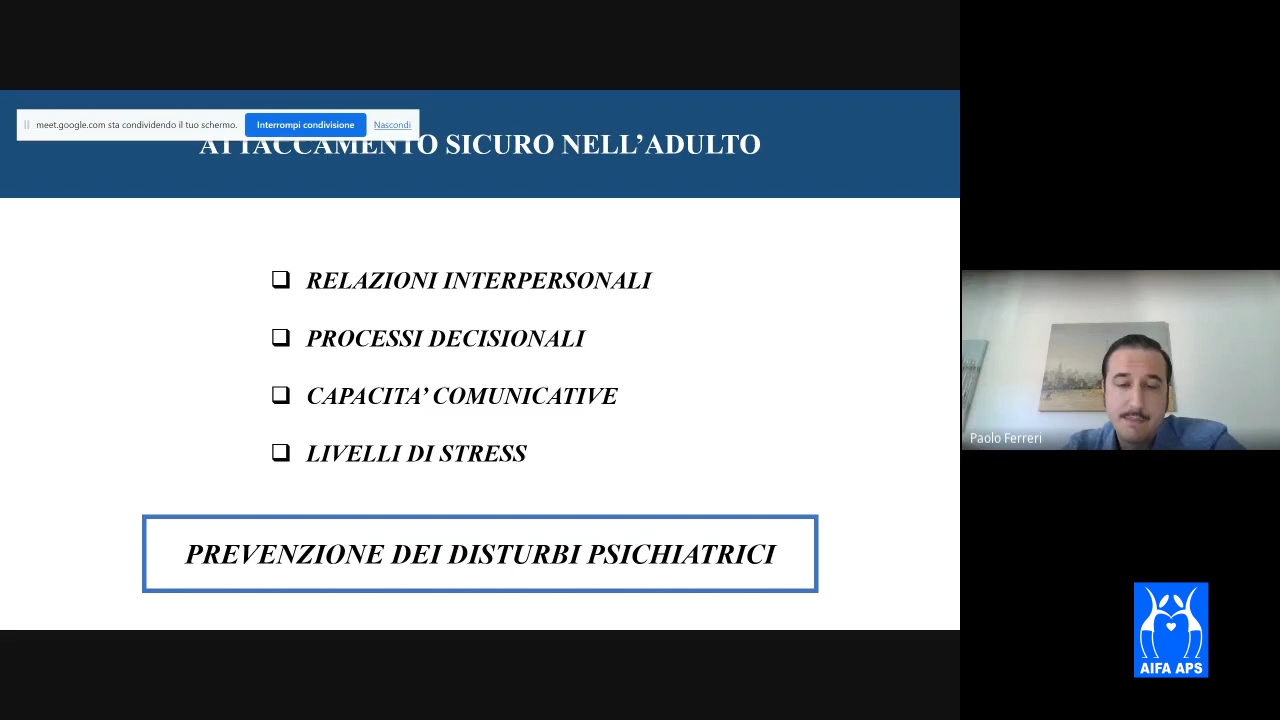 meet.google.com sta condividendo il tuo schermo. Interrompi condivisione Nascondi
ATTACCAMENTO SICURO NELL’ADULTO
❑ RELAZIONI INTERPERSONALI
❑ PROCESSI DECISIONALI
❑ CAPACITA’ COMUNICATIVE
❑ LIVELLI DI STRESS
PREVENZIONE DEI DISTURBI PSICHIATRICI
Paolo Ferreri
AIFA APS